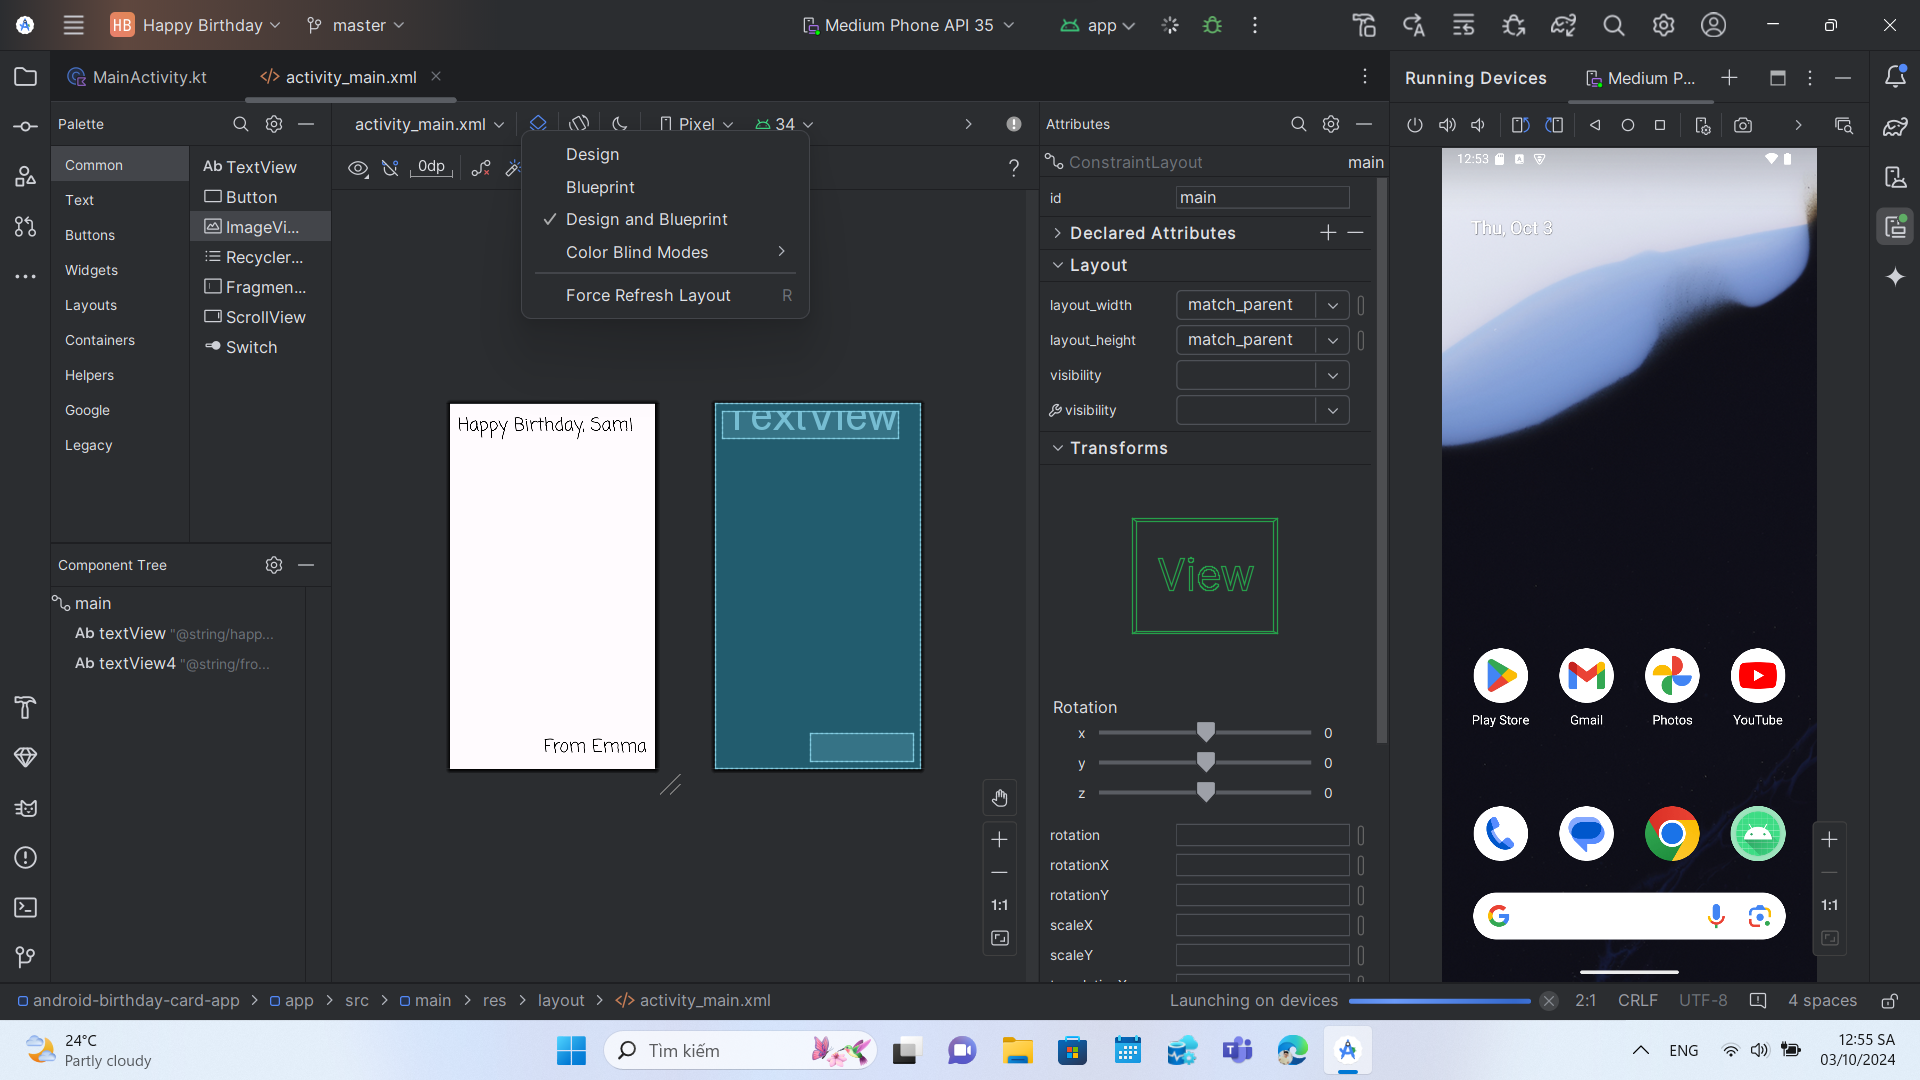 HB Happy Birthday
master
Medium Phone API 35
app
MainActivity.kt
activity_main.xml
Running Devices
Medium P...
Palette
activity_main.xml
Pixel
34
Attributes
Common
Text
Buttons
Widgets
Layouts
Containers
Helpers
Google
Legacy
Ab TextView
Button
ImageVi...
Recycler...
Fragmen...
ScrollView
Switch
0dp
?
Design
Blueprint
Design and Blueprint
Color Blind Modes
Force Refresh Layout R
ConstraintLayout main
id main
Declared Attributes
Layout
layout_width match_parent
layout_height match_parent
visibility
visibility
Transforms
View
Rotation
x 0
y 0
z 0
rotation
rotationX
rotationY
scaleX
scaleY
Happy Birthday, Sam!
From Emma
TextView
1:1
Component Tree
main
Ab textView "@string/happ...
Ab textView4 "@string/fro...
12:53
Thu, Oct 3
Play Store
Gmail
Photos
YouTube
1:1
android-birthday-card-app > app > src > main > res > layout > activity_main.xml
Launching on devices
2:1 CRLF UTF-8 4 spaces
24°C
Partly cloudy
Tìm kiếm
ENG
12:55 SA
03/10/2024